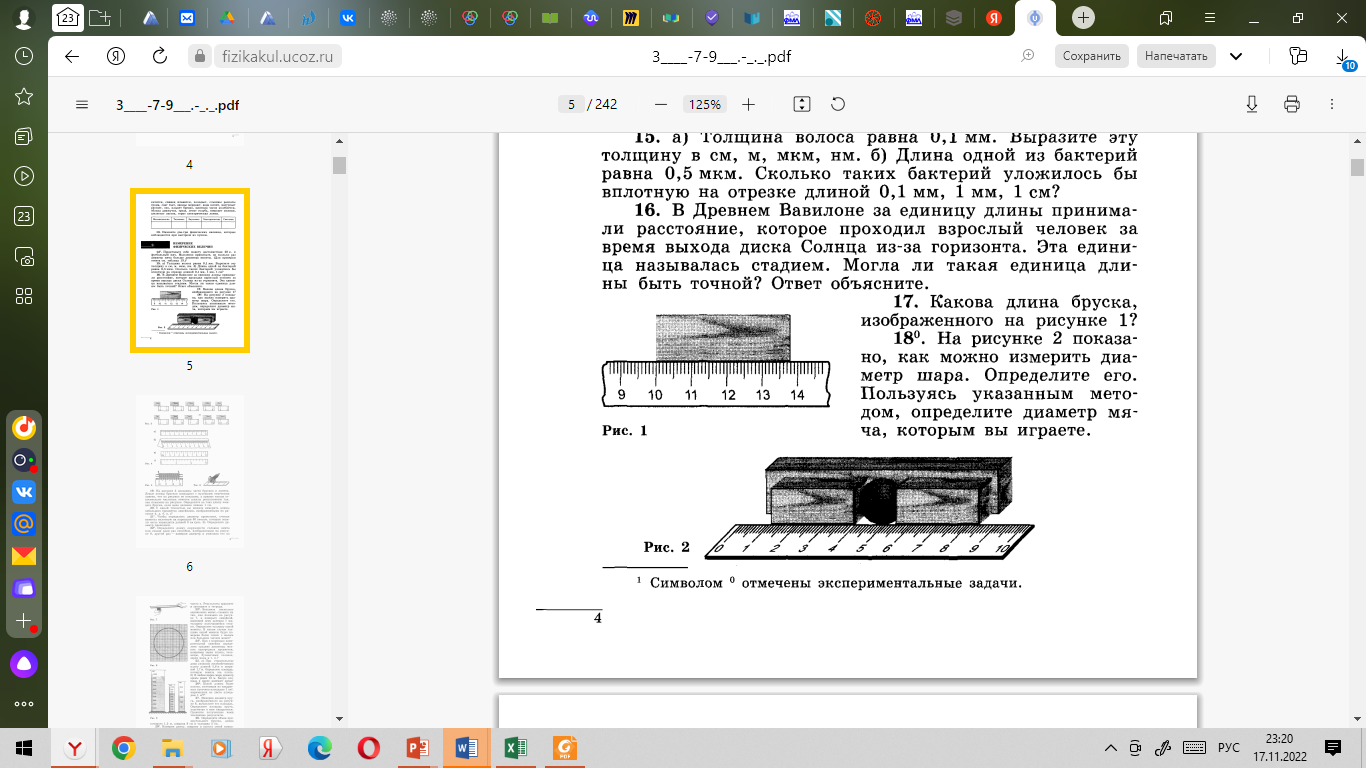 23
fizikakul.ucoz.ru
3____-7-9___.-_._.pdf
Сохранить
Напечатать
10
3____-7-9___.-_._.pdf
5 / 242
125%
4
5
6
23
15. а) Толщина волоса равна 0,1 мм. Выразите эту
толщину в см, м, мкм, нм. б) Длина одной из бактерий
равна 0,5 мкм. Сколько таких бактерий уложилось бы
вплотную на отрезке длиной 0,1 мм, 1 мм, 1 см?
16. В Древнем Вавилоне за единицу длины принима-
ли расстояние, которое проходил взрослый человек за
время выхода диска Солнца из-за горизонта. Эта едини-
ца называлась стадием. Могла ли такая единица дли-
ны быть точной? Ответ объясните.
17. Какова длина бруска,
изображенного на рисунке 1?
18⁰. На рисунке 2 показа-
но, как можно измерить диа-
метр шара. Определите его.
Пользуясь указанным мето-
дом, определите диаметр мя-
ча, которым вы играете.
9 10 11 12 13 14
Рис. 1
0 1 2 3 4 5 6 7 8 9 10
Рис. 2
¹ Символом ⁰ отмечены экспериментальные задачи.
4
РУС
23:20
17.11.2022